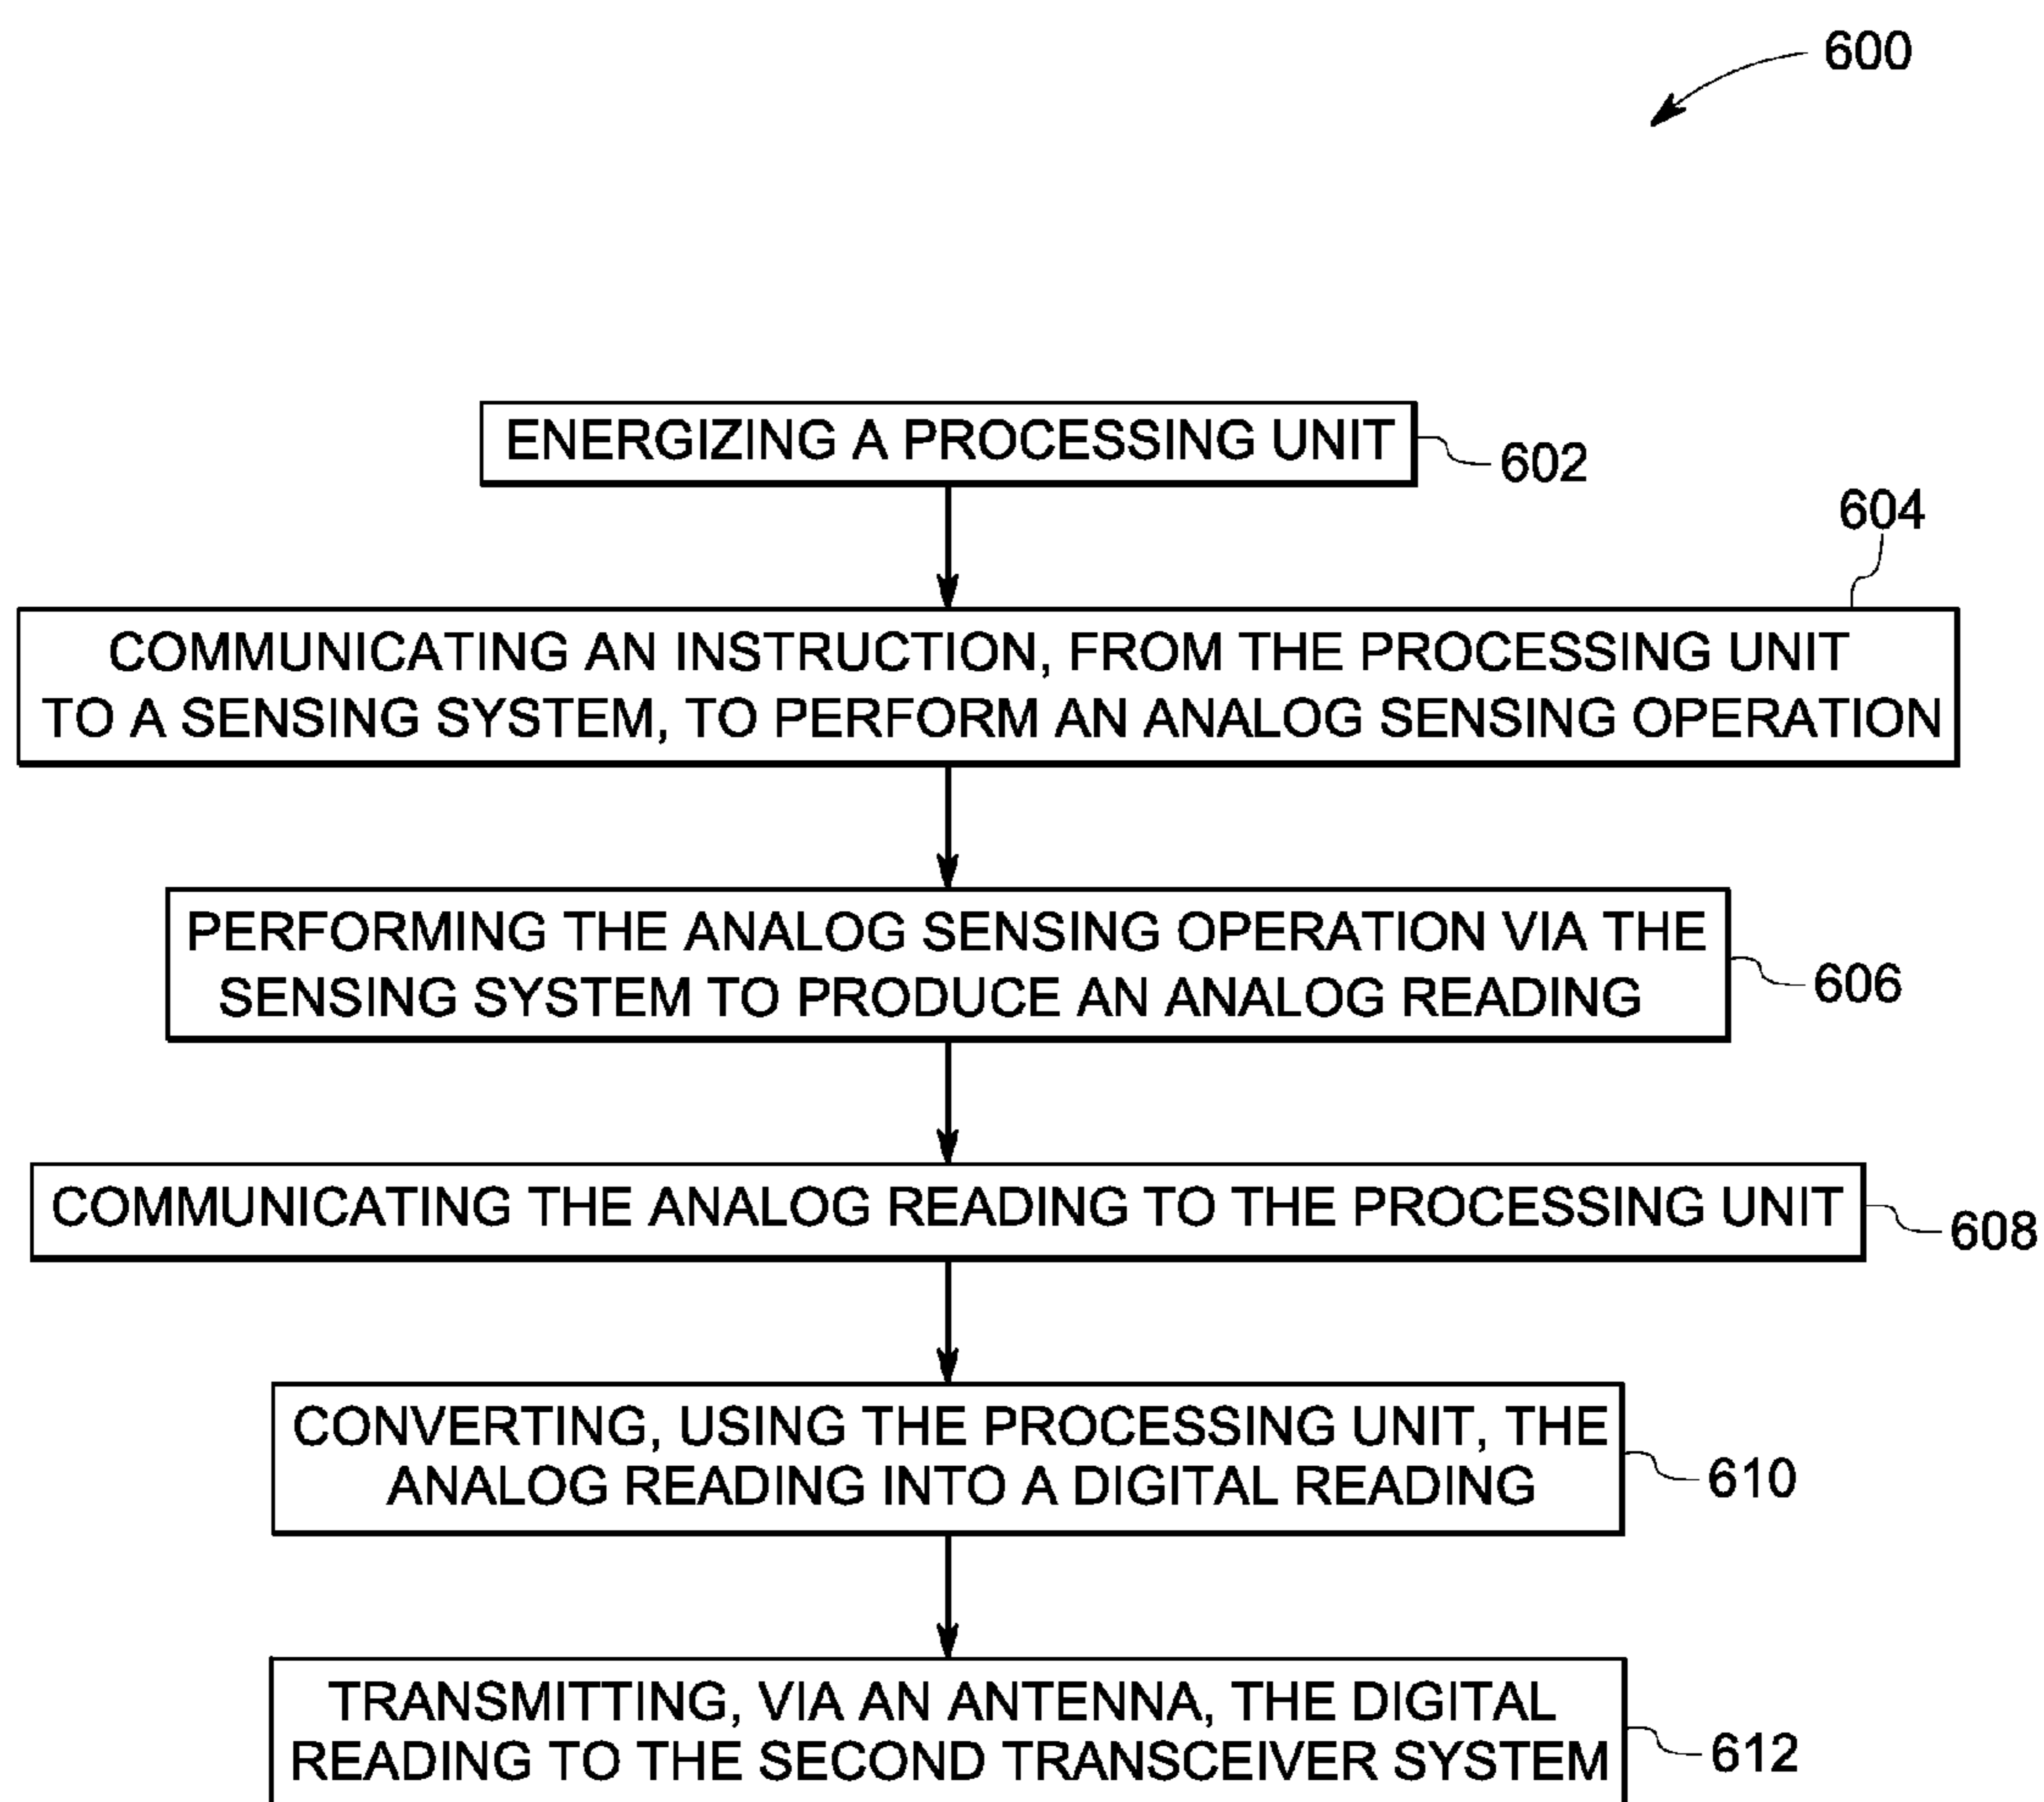 600
ENERGIZING A PROCESSING UNIT
602
604
COMMUNICATING AN INSTRUCTION, FROM THE PROCESSING UNIT
TO A SENSING SYSTEM, TO PERFORM AN ANALOG SENSING OPERATION
PERFORMING THE ANALOG SENSING OPERATION VIA THE
SENSING SYSTEM TO PRODUCE AN ANALOG READING
606
COMMUNICATING THE ANALOG READING TO THE PROCESSING UNIT
608
CONVERTING, USING THE PROCESSING UNIT, THE
ANALOG READING INTO A DIGITAL READING
610
TRANSMITTING, VIA AN ANTENNA, THE DIGITAL
READING TO THE SECOND TRANSCEIVER SYSTEM
612